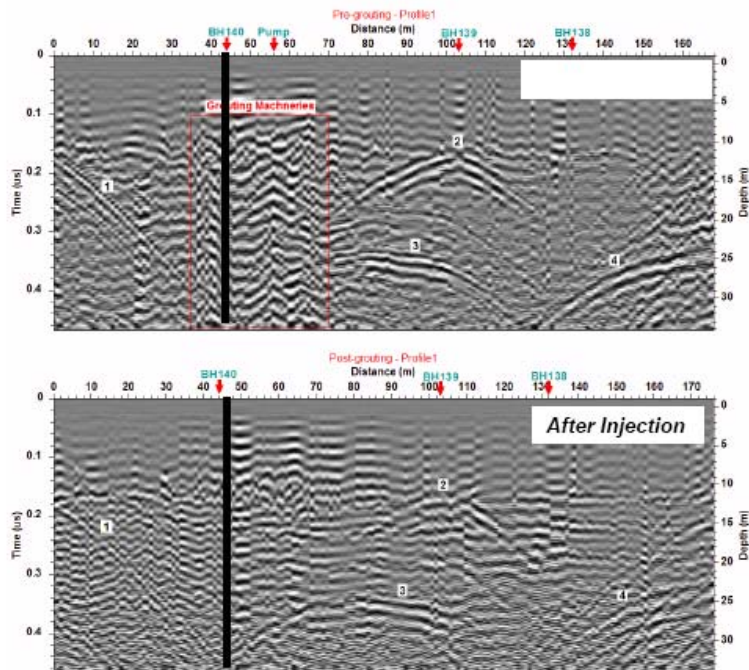 Pre-grouting - Profile1
Distance (m)
BH140 Pump BH139 BH138
0 10 20 30 40 50 60 70 80 90 100 110 120 130 140 150 160
Grouting Machneries
Time (us)
0
0.1
0.2
0.3
0.4
Depth (m)
0
5
10
15
20
25
30
1
2
3
4
Post-grouting - Profile1
Distance (m)
BH140 BH139 BH138
0 10 20 30 40 50 60 70 80 90 100 110 120 130 140 150 160 170
After Injection
Time (us)
0
0.1
0.2
0.3
0.4
Depth (m)
0
5
10
15
20
25
30
1
2
3
4